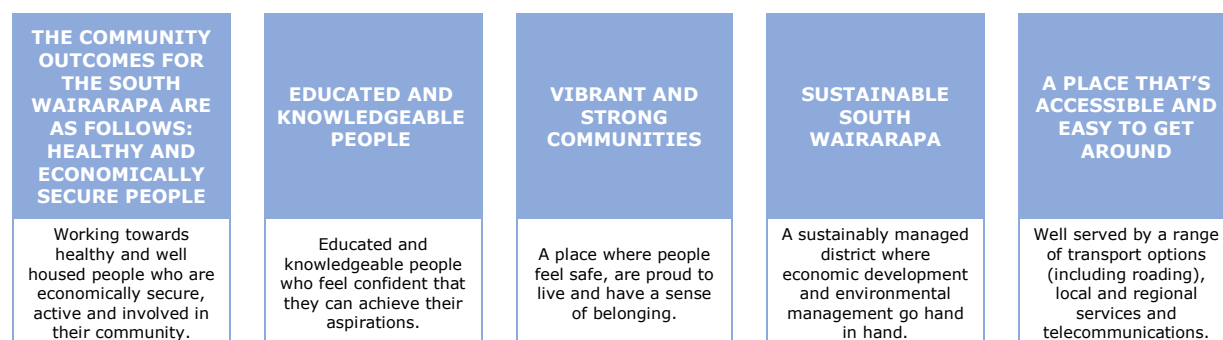 THE COMMUNITY
OUTCOMES FOR
THE SOUTH
WAIRARAPA ARE
AS FOLLOWS:
HEALTHY AND
ECONOMICALLY
SECURE PEOPLE
Working towards
healthy and well
housed people who are
economically secure,
active and involved in
their community.
EDUCATED AND
KNOWLEDGEABLE
PEOPLE
Educated and
knowledgeable people
who feel confident that
they can achieve their
aspirations.
VIBRANT AND
STRONG
COMMUNITIES
A place where people
feel safe, are proud to
live and have a sense
of belonging.
SUSTAINABLE
SOUTH
WAIRARAPA
A sustainably managed
district where
economic development
and environmental
management go hand
in hand.
A PLACE THAT’S
ACCESSIBLE AND
EASY TO GET
AROUND
Well served by a range
of transport options
(including roading),
local and regional
services and
telecommunications.